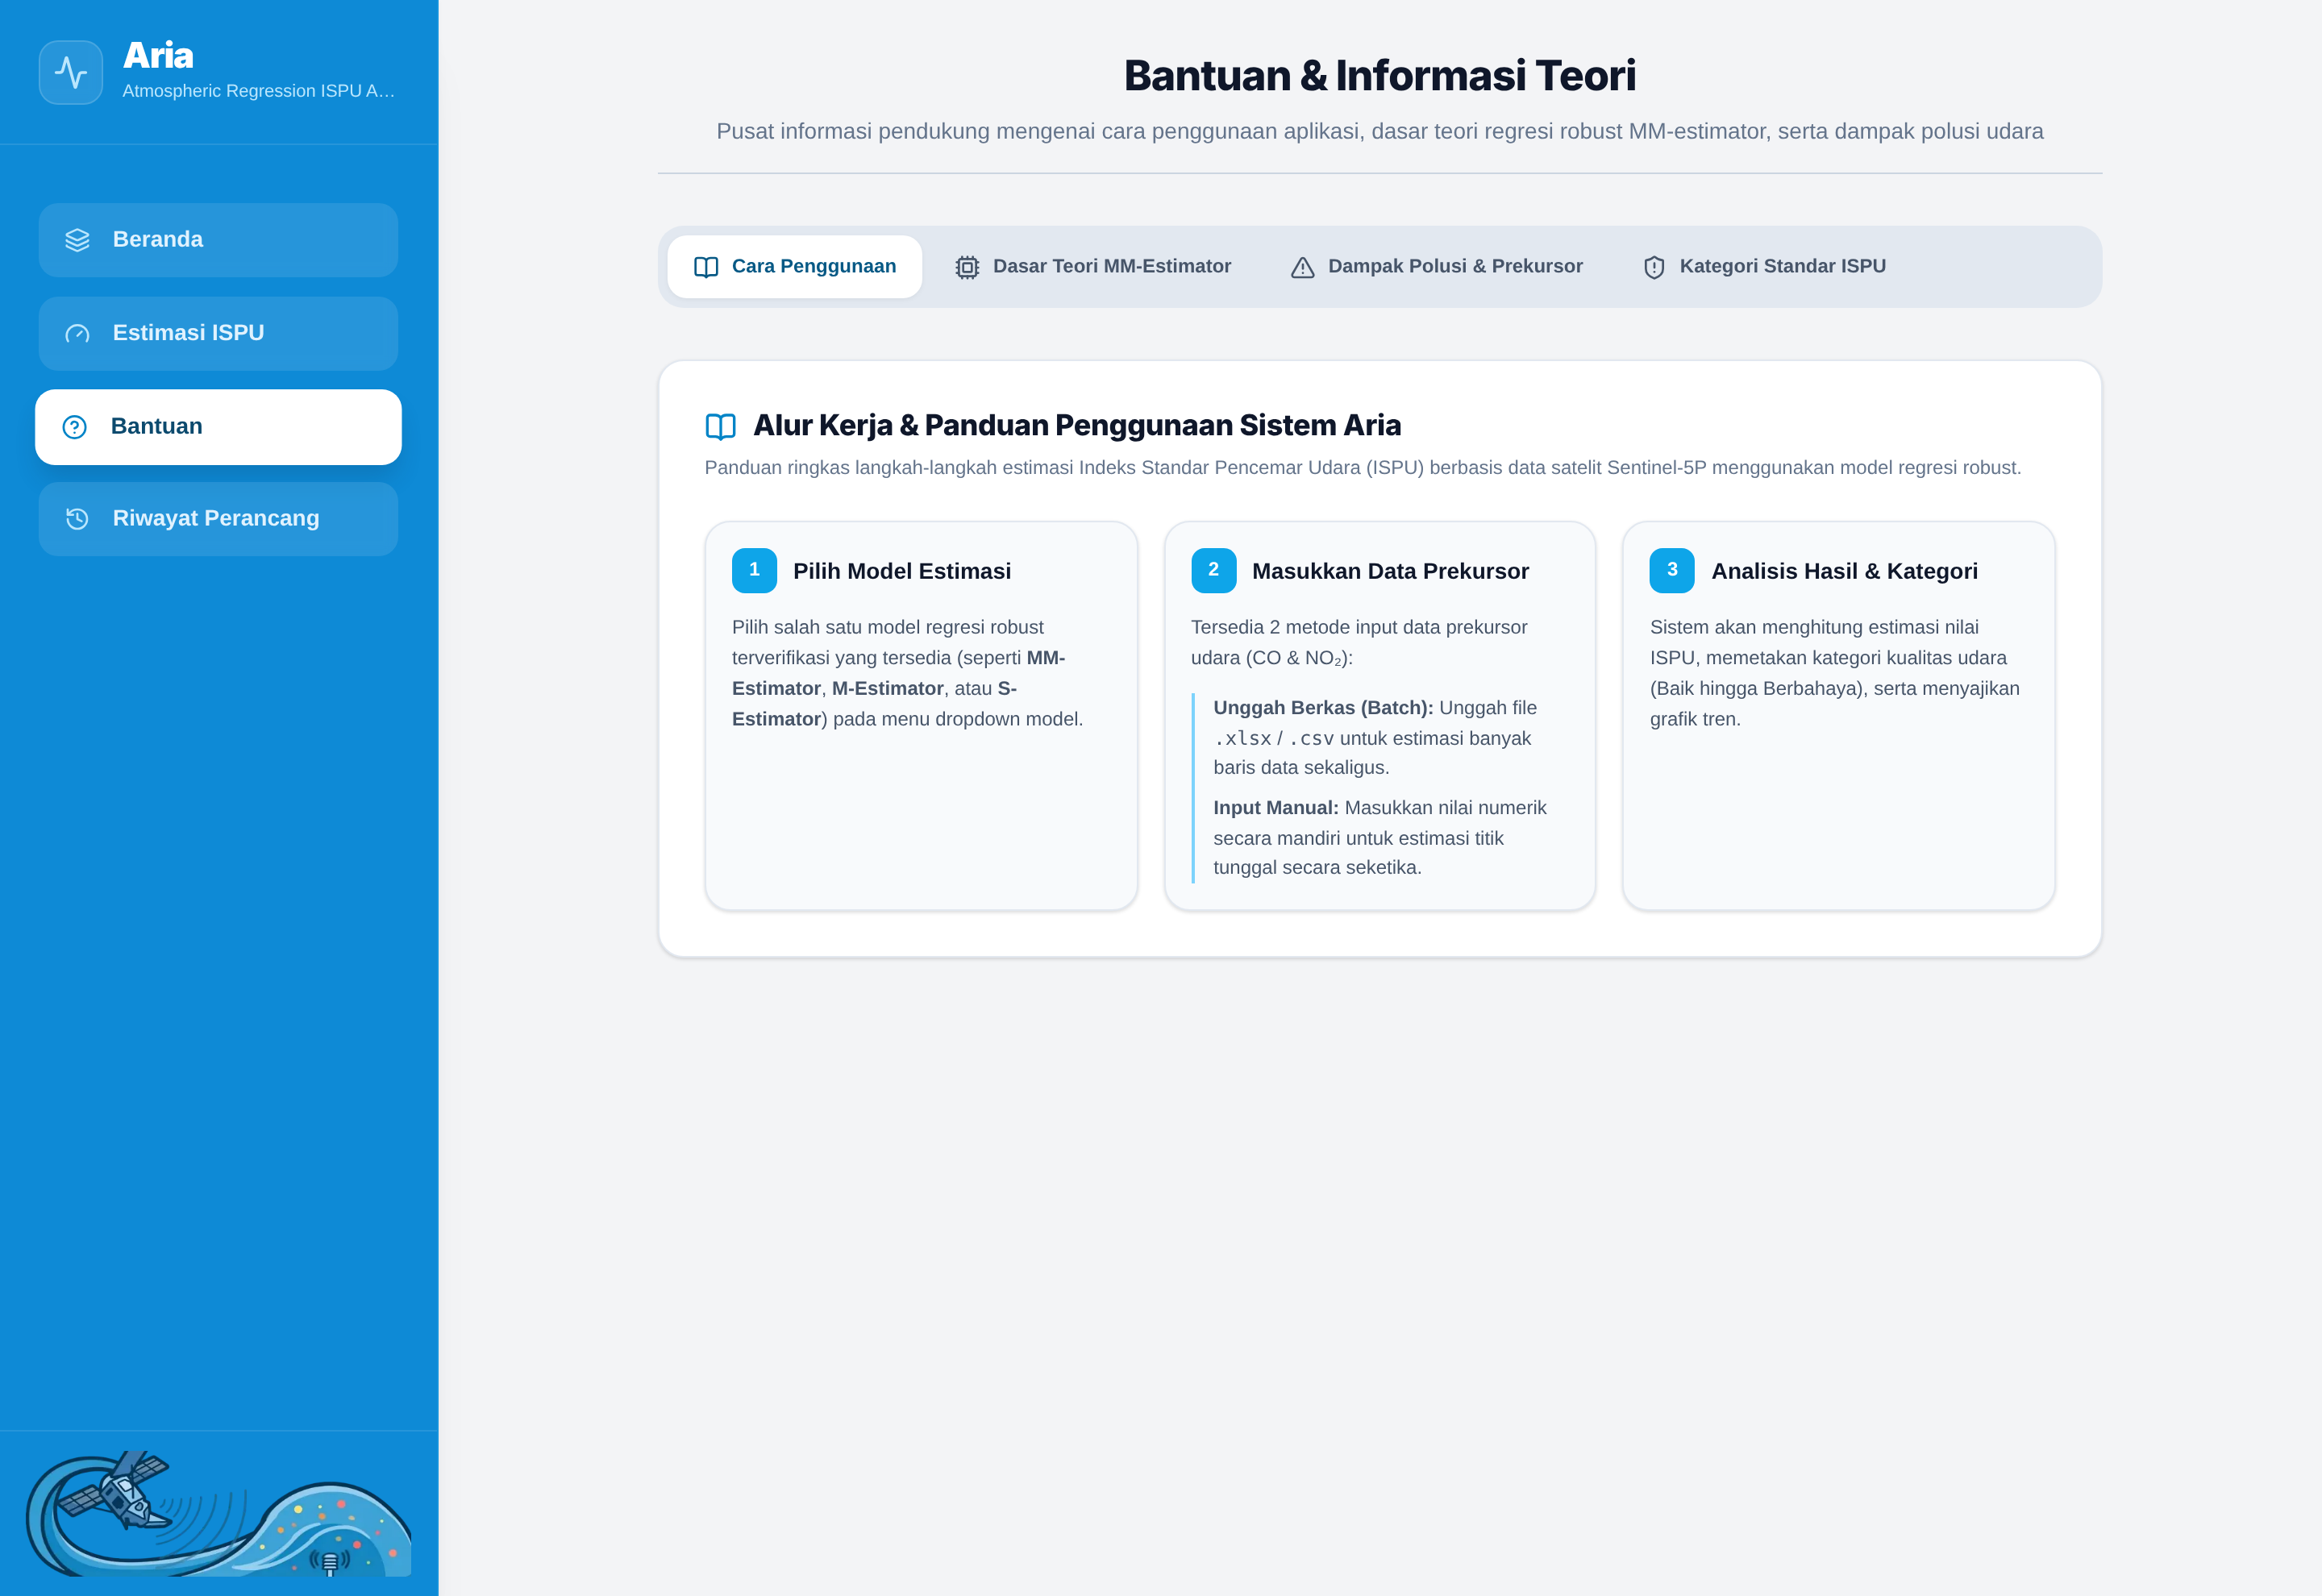 Aria
Atmospheric Regression ISPU A...
Beranda
Estimasi ISPU
Bantuan
Riwayat Perancang
Bantuan & Informasi Teori
Pusat informasi pendukung mengenai cara penggunaan aplikasi, dasar teori regresi robust MM-estimator, serta dampak polusi udara
Cara Penggunaan
Dasar Teori MM-Estimator
Dampak Polusi & Prekursor
Kategori Standar ISPU
Alur Kerja & Panduan Penggunaan Sistem Aria
Panduan ringkas langkah-langkah estimasi Indeks Standar Pencemar Udara (ISPU) berbasis data satelit Sentinel-5P menggunakan model regresi robust.
1 Pilih Model Estimasi
Pilih salah satu model regresi robust
terverifikasi yang tersedia (seperti MM-
Estimator, M-Estimator, atau S-
Estimator) pada menu dropdown model.
2 Masukkan Data Prekursor
Tersedia 2 metode input data prekursor
udara (CO & NO₂):
Unggah Berkas (Batch): Unggah file
.xlsx / .csv untuk estimasi banyak
baris data sekaligus.
Input Manual: Masukkan nilai numerik
secara mandiri untuk estimasi titik
tunggal secara seketika.
3 Analisis Hasil & Kategori
Sistem akan menghitung estimasi nilai
ISPU, memetakan kategori kualitas udara
(Baik hingga Berbahaya), serta menyajikan
grafik tren.